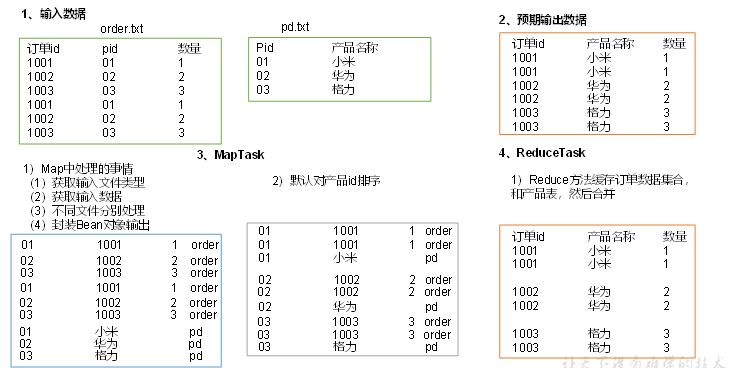 1、输入数据
order.txt
订单id pid 数量
1001 01 1
1002 02 2
1003 03 3
1001 01 1
1002 02 2
1003 03 3
pd.txt
Pid 产品名称
01 小米
02 华为
03 格力
2、预期输出数据
订单id 产品名称 数量
1001 小米 1
1001 小米 1
1002 华为 2
1002 华为 2
1003 格力 3
1003 格力 3
3、MapTask
1）Map中处理的事情
（1）获取输入文件类型
（2）获取输入数据
（3）不同文件分别处理
（4）封装Bean对象输出
01 1001 1 order
02 1002 2 order
03 1003 3 order
01 1001 1 order
02 1002 2 order
03 1003 3 order
01 小米 pd
02 华为 pd
03 格力 pd
2）默认对产品id排序
01 1001 1 order
01 1001 1 order
01 小米 pd
02 1002 2 order
02 1002 2 order
02 华为 pd
03 1003 3 order
03 1003 3 order
03 格力 pd
4、ReduceTask
1）Reduce方法缓存订单数据集合，
和产品表，然后合并
订单id 产品名称 数量
1001 小米 1
1001 小米 1
1002 华为 2
1002 华为 2
1003 格力 3
1003 格力 3
让天下没有难学的技术